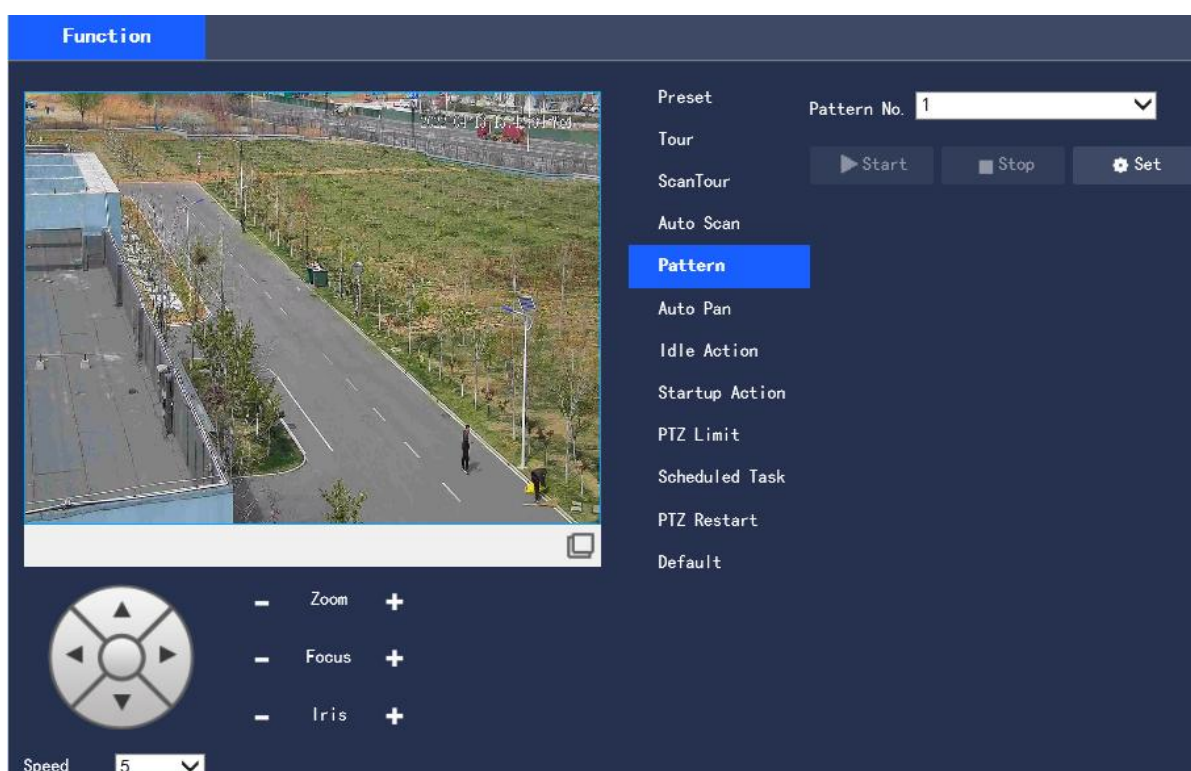 Function
Preset
Tour
ScanTour
Auto Scan
Pattern
Auto Pan
Idle Action
Startup Action
PTZ Limit
Scheduled Task
PTZ Restart
Default
Pattern No. 1
Start Stop Set
Zoom
Focus
Iris
Speed 5